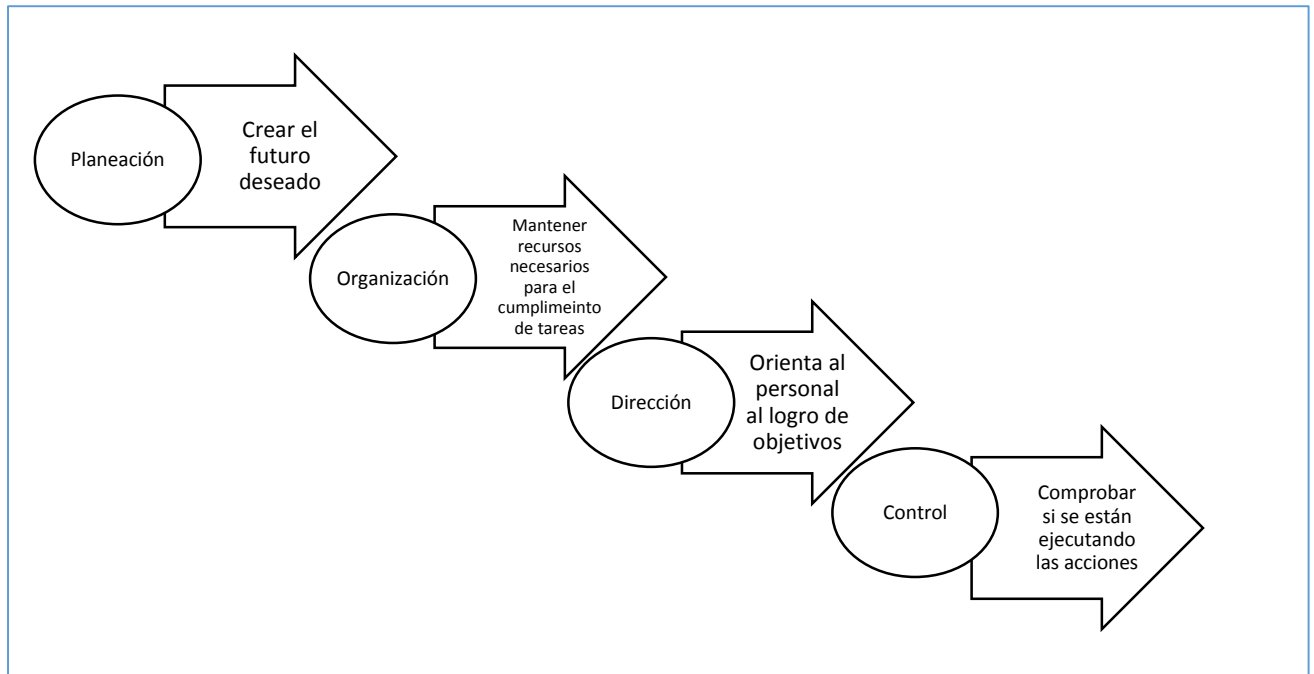 Planeación
Crear el
futuro
deseado
Organización
Mantener
recursos
necesarios
para el
cumplimeinto
de tareas
Dirección
Orienta al
personal
al logro de
objetivos
Control
Comprobar
si se están
ejecutando
las acciones